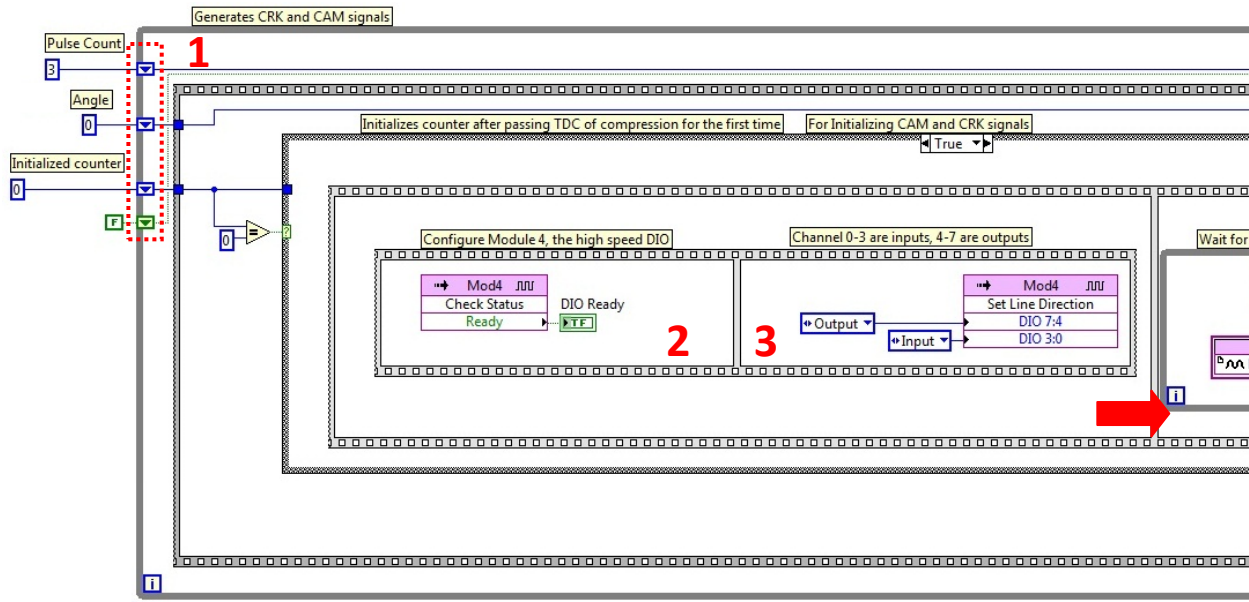 Generates CRK and CAM signals
Pulse Count
1
3
Angle
0
Initializes counter after passing TDC of compression for the first time
For Initializing CAM and CRK signals
True
Initialized counter
0
F
0
=
?
Configure Module 4, the high speed DIO
Channel 0-3 are inputs, 4-7 are outputs
Wait for
Mod4
Check Status
Ready
DIO Ready
TF
2
3
Output
Input
Mod4
Set Line Direction
DIO 7:4
DIO 3:0
i
i